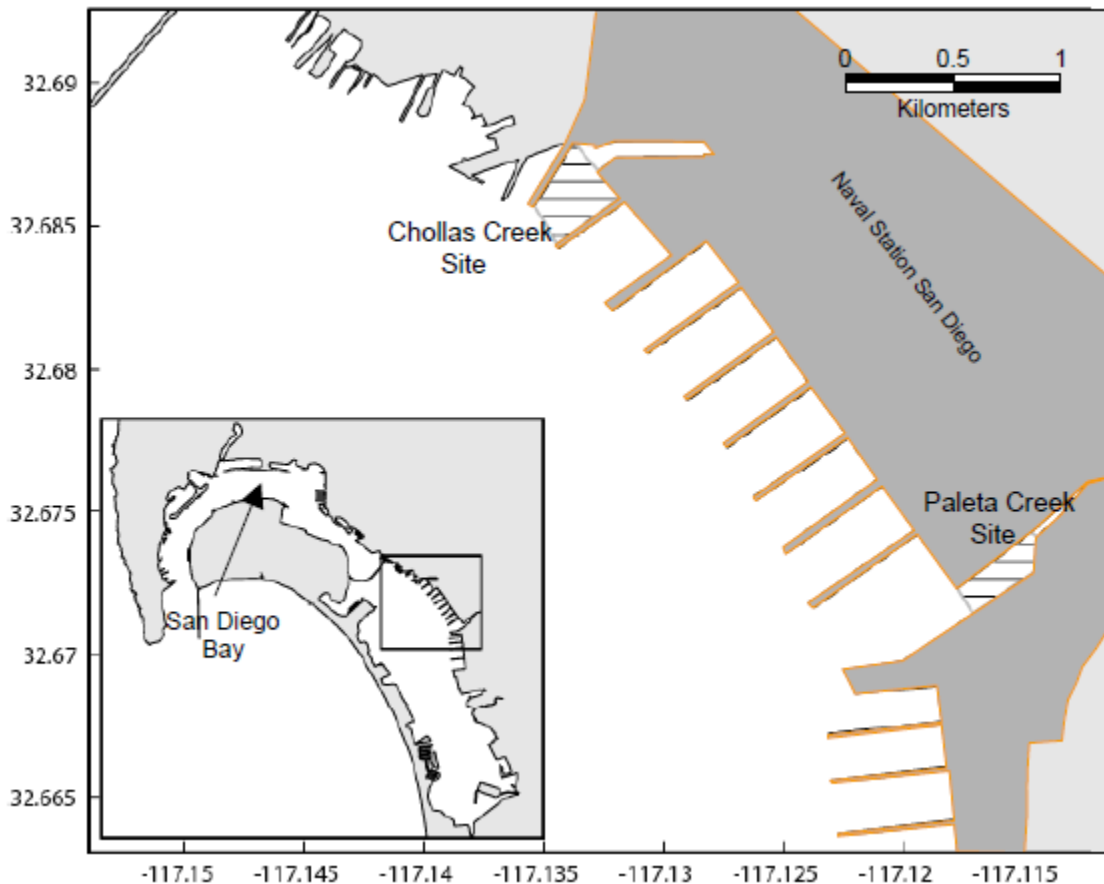 0 0.5 1
Kilometers
32.69
32.685
32.68
32.675
32.67
32.665
Chollas Creek
Site
Naval Station San Diego
Paleta Creek
Site
San Diego
Bay
-117.15 -117.145 -117.14 -117.135 -117.13 -117.125 -117.12 -117.115